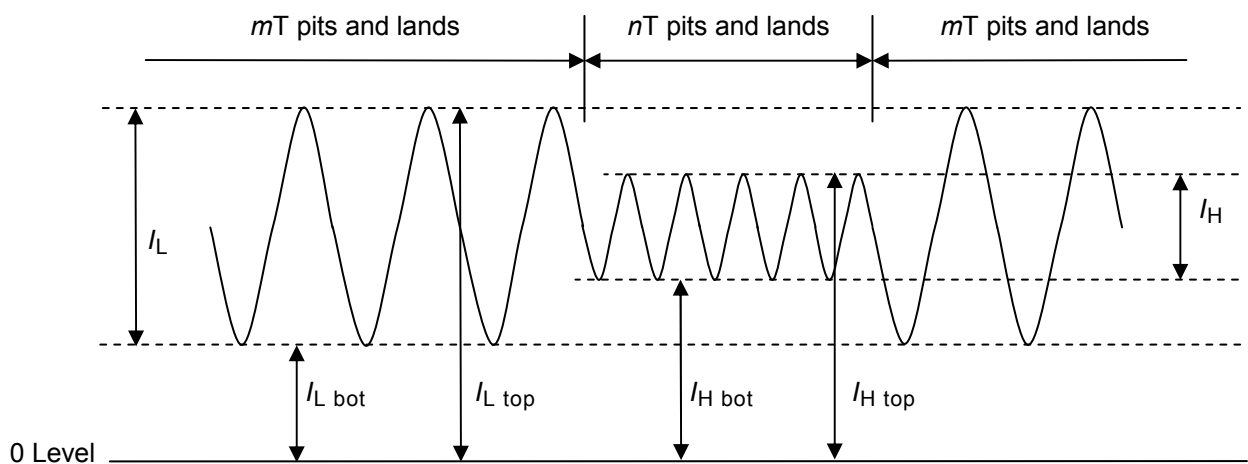 mT pits and lands nT pits and lands mT pits and lands
IL
IH
IL bot
IL top
IH bot
IH top
0 Level